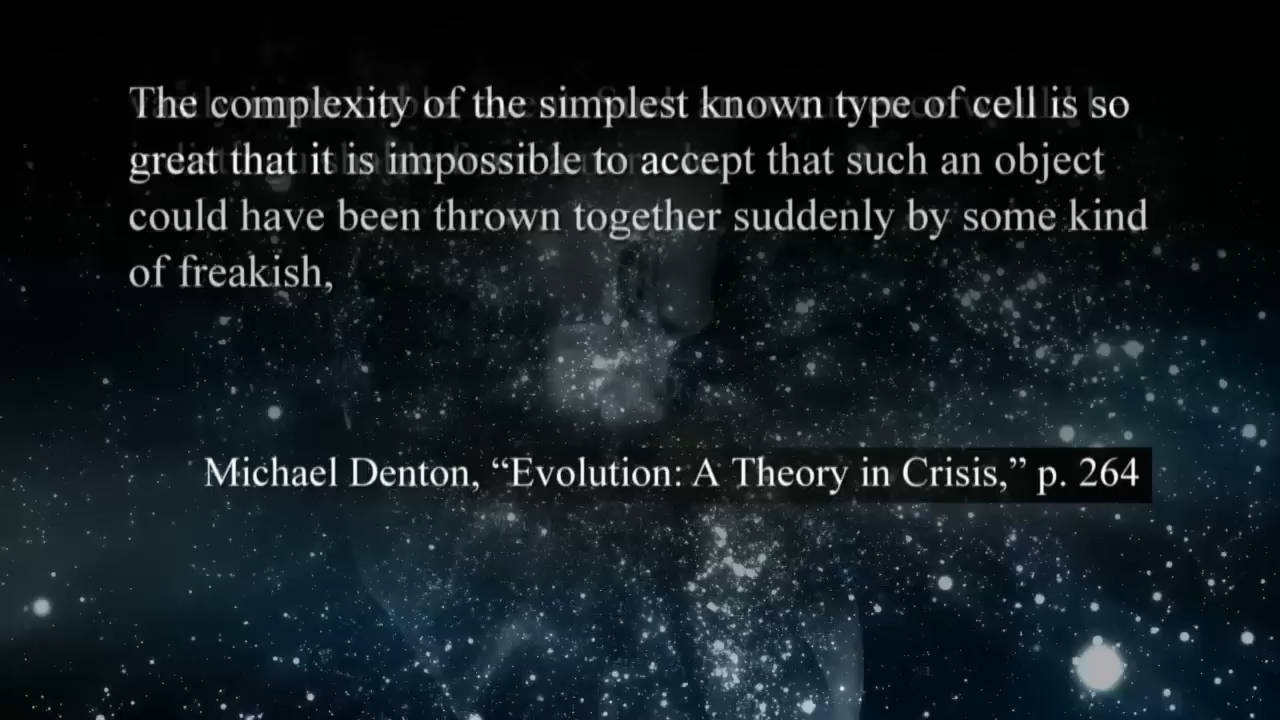 The complexity of the simplest known type of cell is so
great that it is impossible to accept that such an object
could have been thrown together suddenly by some kind
of freakish,
Michael Denton, “Evolution: A Theory in Crisis,” p. 264